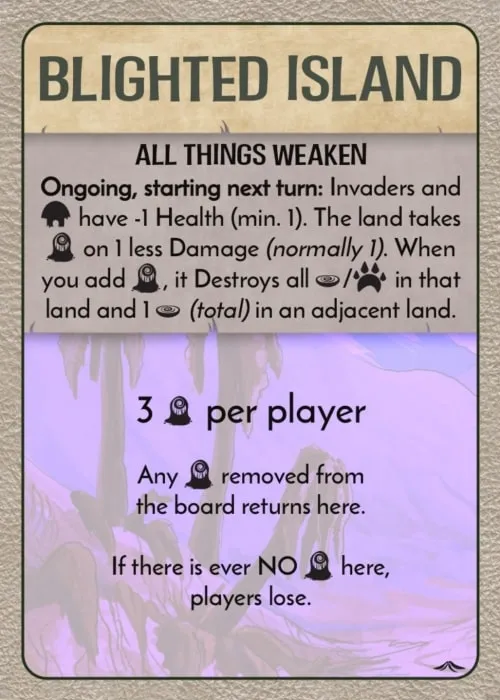 BLIGHTED ISLAND
ALL THINGS WEAKEN
Ongoing, starting next turn: Invaders and
have -1 Health (min. 1). The land takes
on 1 less Damage (normally 1). When
you add , it Destroys all / in that
land and 1 (total) in an adjacent land.
3 per player
Any removed from
the board returns here.
If there is ever NO here,
players lose.